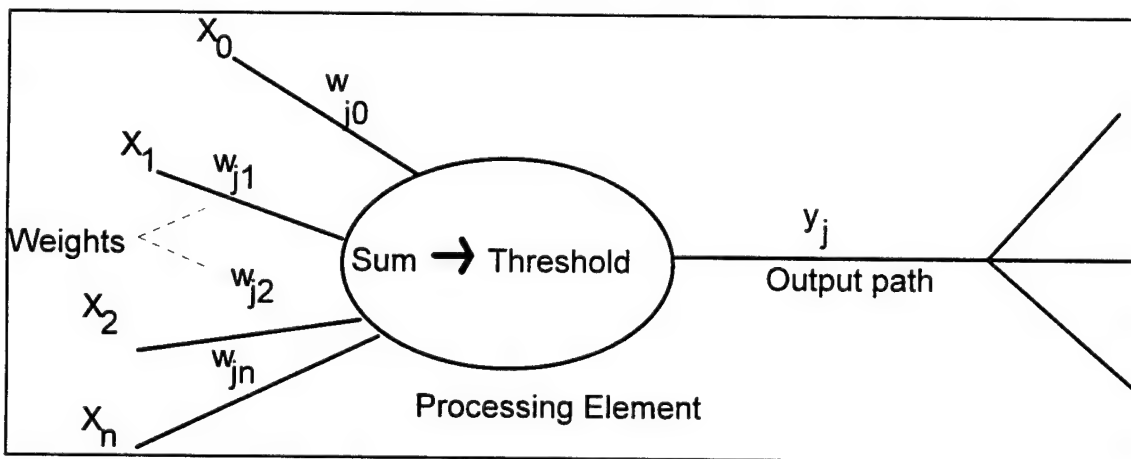 X0
w j0
X1
wj1
Weights
Sum → Threshold
yj
Output path
wj2
X2
wjn
Processing Element
Xn